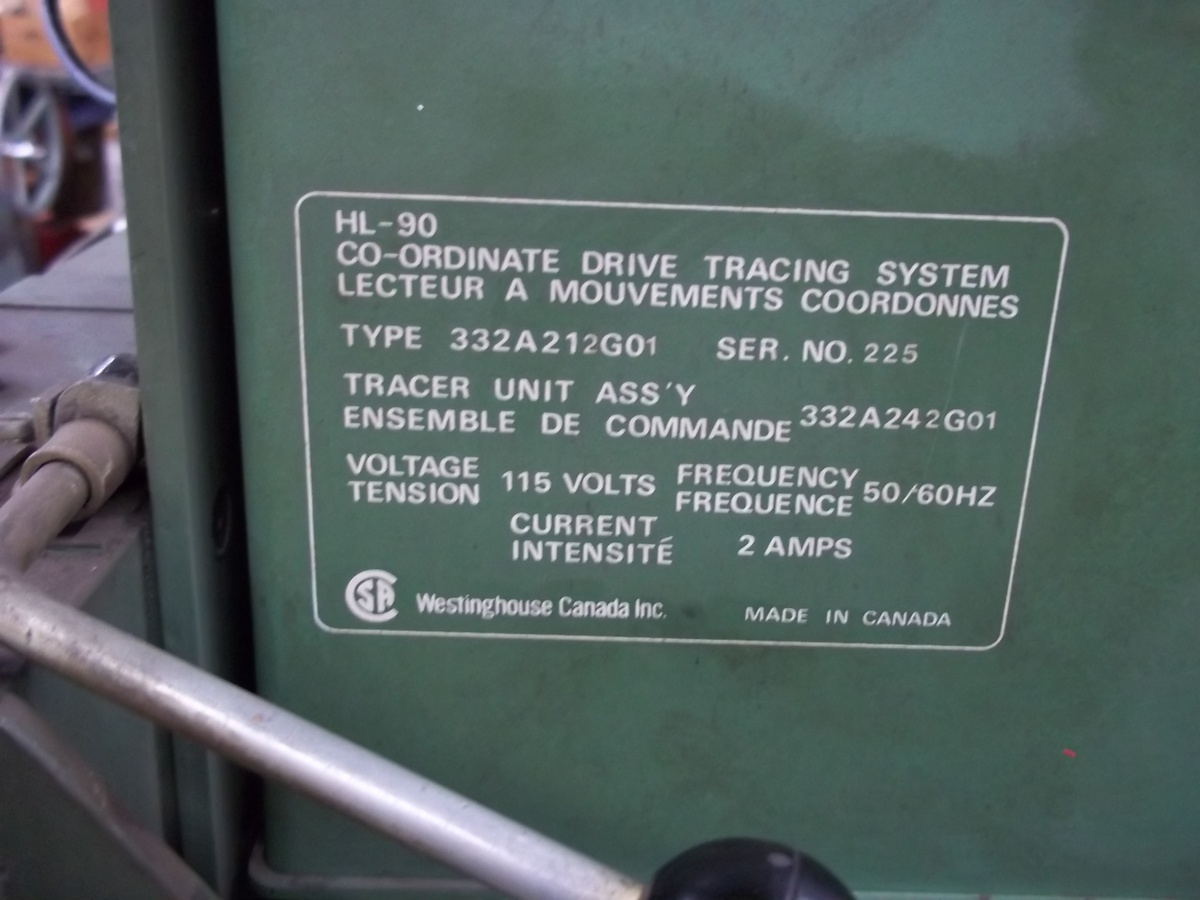 HL-90
CO-ORDINATE DRIVE TRACING SYSTEM
LECTEUR A MOUVEMENTS COORDONNES
TYPE 332A212G01 SER. NO. 225
TRACER UNIT ASS'Y
ENSEMBLE DE COMMANDE 332A242G01
VOLTAGE 115 VOLTS FREQUENCY 50/60HZ
TENSION FREQUENCE
CURRENT 2 AMPS
INTENSITÉ
SA Westinghouse Canada Inc. MADE IN CANADA